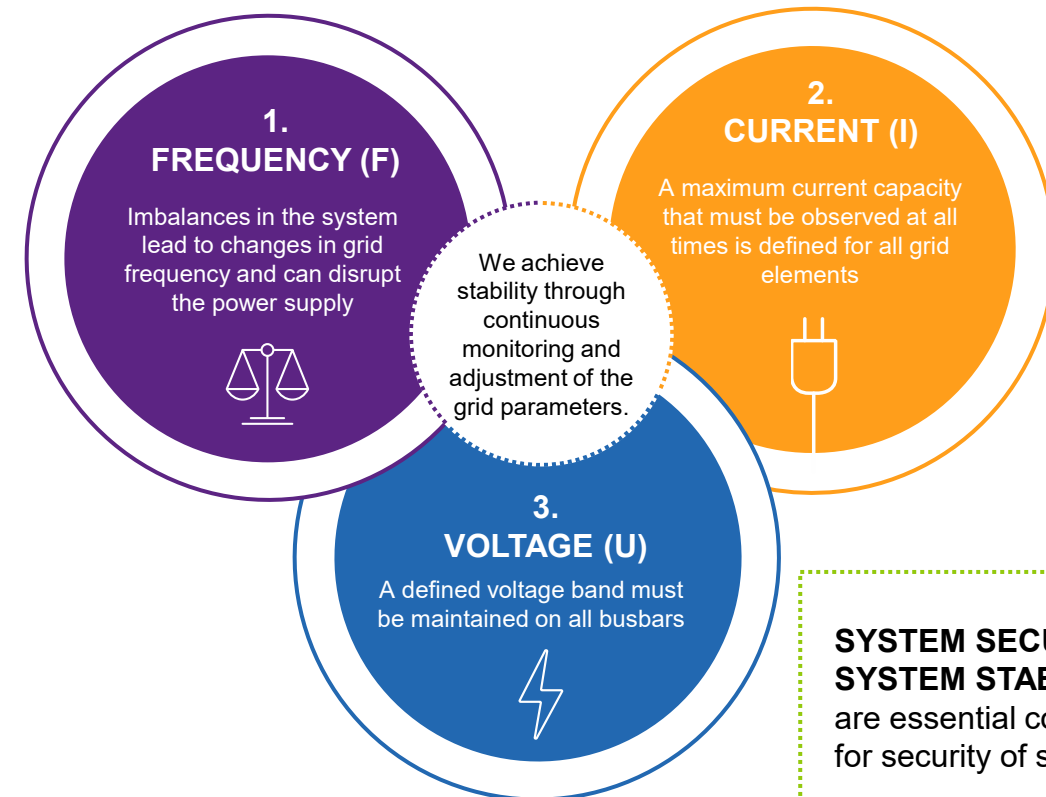 1.
FREQUENCY (F)
Imbalances in the system
lead to changes in grid
frequency and can disrupt
the power supply
2.
CURRENT (I)
A maximum current capacity
that must be observed at all
times is defined for all grid
elements
We achieve
stability through
continuous
monitoring and
adjustment of the
grid parameters.
3.
VOLTAGE (U)
A defined voltage band must
be maintained on all busbars
SYSTEM
SYSTEM
are essential
for security of